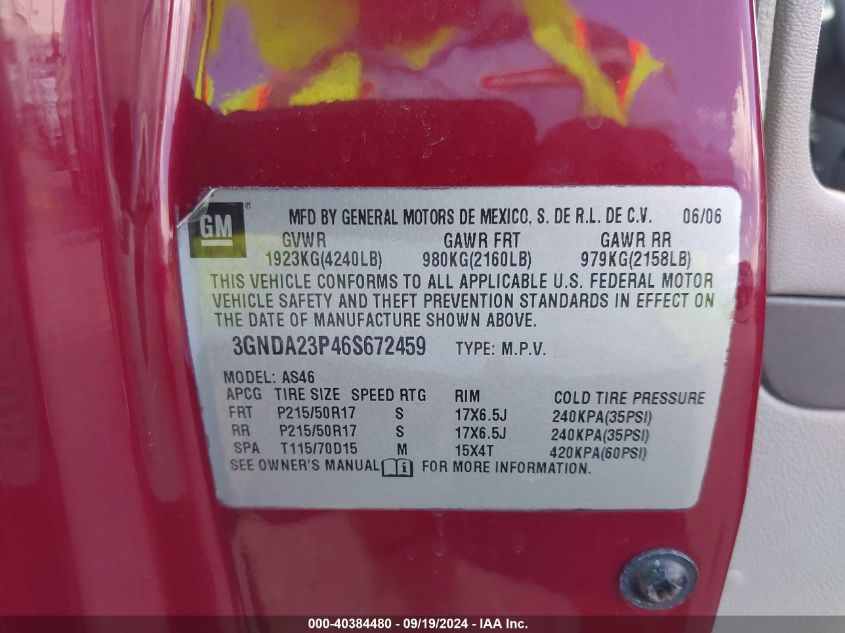 GM ® MFD BY GENERAL MOTORS DE MEXICO, S. DE R.L. DE C.V. 06/06
GVWR GAWR FRT GAWR RR
1923KG(4240LB) 980KG(2160LB) 979KG(2158LB)
THIS VEHICLE CONFORMS TO ALL APPLICABLE U.S. FEDERAL MOTOR
VEHICLE SAFETY AND THEFT PREVENTION STANDARDS IN EFFECT ON
THE DATE OF MANUFACTURE SHOWN ABOVE.
3GNDA23P46S672459 TYPE: M.P.V.
MODEL: AS46
APCG TIRE SIZE SPEED RTG RIM COLD TIRE PRESSURE
FRT P215/50R17 S 17X6.5J 240KPA(35PSI)
RR P215/50R17 S 17X6.5J 240KPA(35PSI)
SPA T115/70D15 M 15X4T 420KPA(60PSI)
SEE OWNER'S MANUAL i FOR MORE INFORMATION.
000-40384480 - 09/19/2024 - IAA Inc.